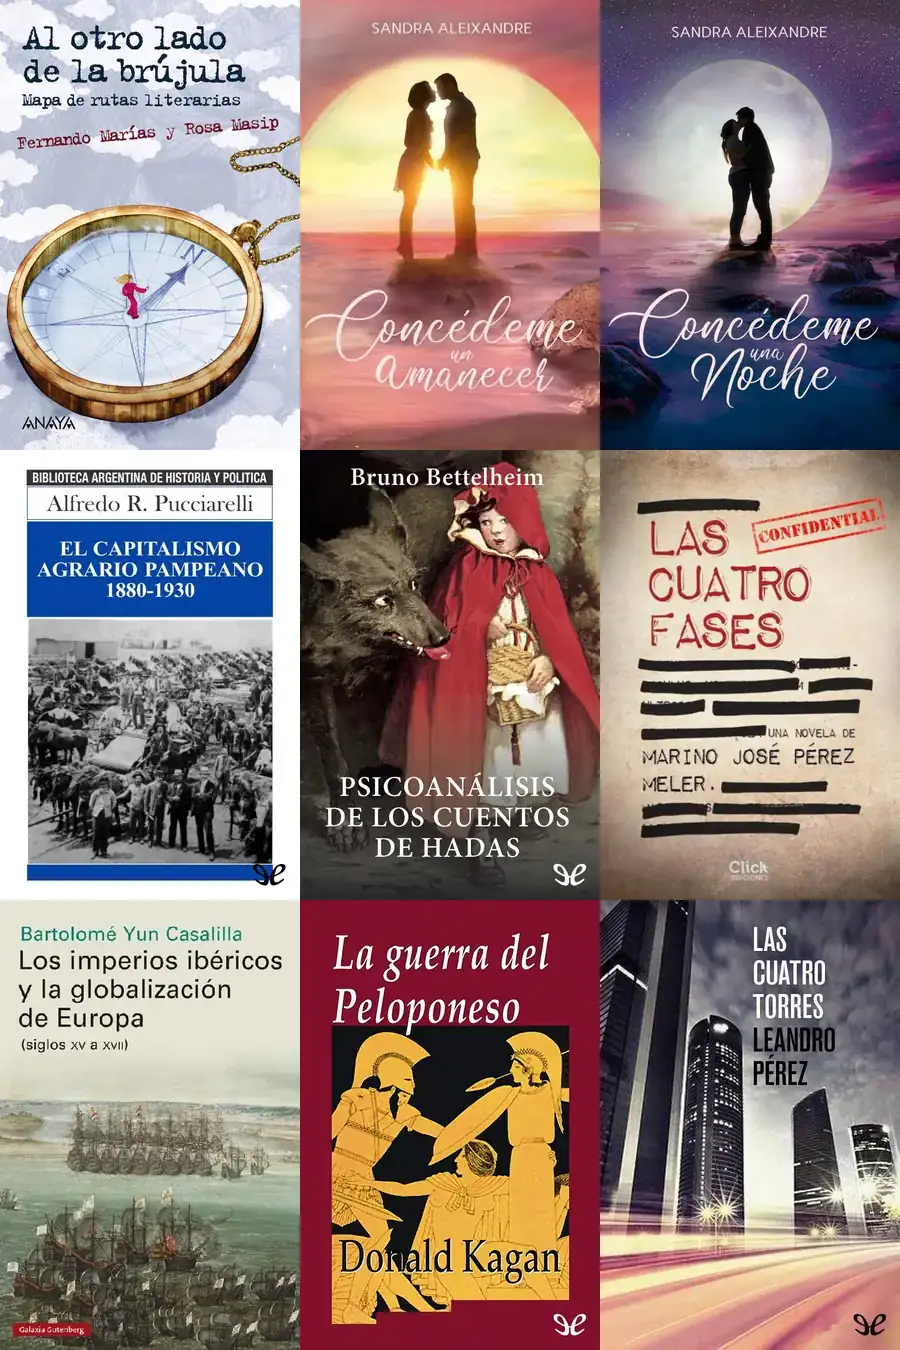 Al otro lado
de la brújula
Mapa de rutas literarias
Fernando Marías y Rosa Masip
N
ANAYA
SANDRA ALEIXANDRE
Concédeme
un
Amanecer
SANDRA ALEIXANDRE
Concédeme
una
Noche
BIBLIOTECA ARGENTINA DE HISTORIA Y POLITICA
Alfredo R. Pucciarelli
EL CAPITALISMO
AGRARIO PAMPEANO
1880-1930
Bruno Bettelheim
PSICOANÁLISIS
DE LOS CUENTOS
DE HADAS
CONFIDENTIAL
LAS
CUATRO
FASES
UNA NOVELA DE
MARINO JOSÉ PÉREZ
MELER.
Click
EDICIONES
Bartolomé Yun Casalilla
Los imperios ibéricos
y la globalización
de Europa
(siglos XV a XVII)
Galaxia Gutenberg
La guerra del
Peloponeso
Donald Kagan
LAS
CUATRO
TORRES
LEANDRO
PÉREZ